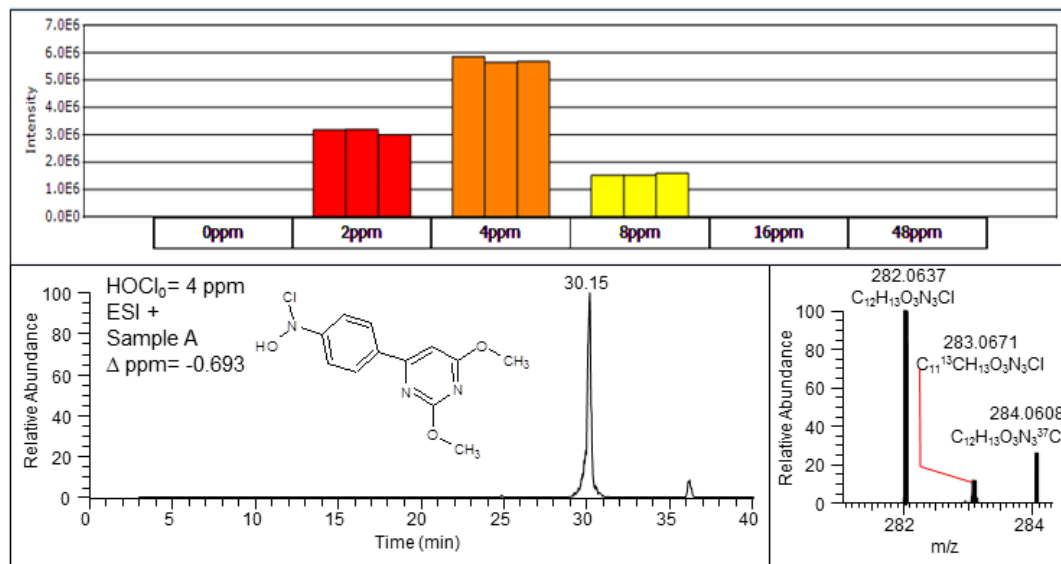 7.0E6
6.0E6
5.0E6
4.0E6
3.0E6
2.0E6
1.0E6
0.0E0
Intensity
0ppm 2ppm 4ppm 8ppm 16ppm 48ppm
HOCl₀= 4 ppm
ESI +
Sample A
Δ ppm= -0.693
30.15
Cl
N
HO
O
CH₃
N
N
O
CH₃
100
80
60
40
20
0
Relative Abundance
0 5 10 15 20 25 30 35 40
Time (min)
282.0637
C₁₂H₁₃O₃N₃Cl
283.0671
C₁₁¹³CH₁₃O₃N₃Cl
284.0608
C₁₂H₁₃O₃N₃³⁷C
100
80
60
40
20
0
Relative Abundance
282 284
m/z